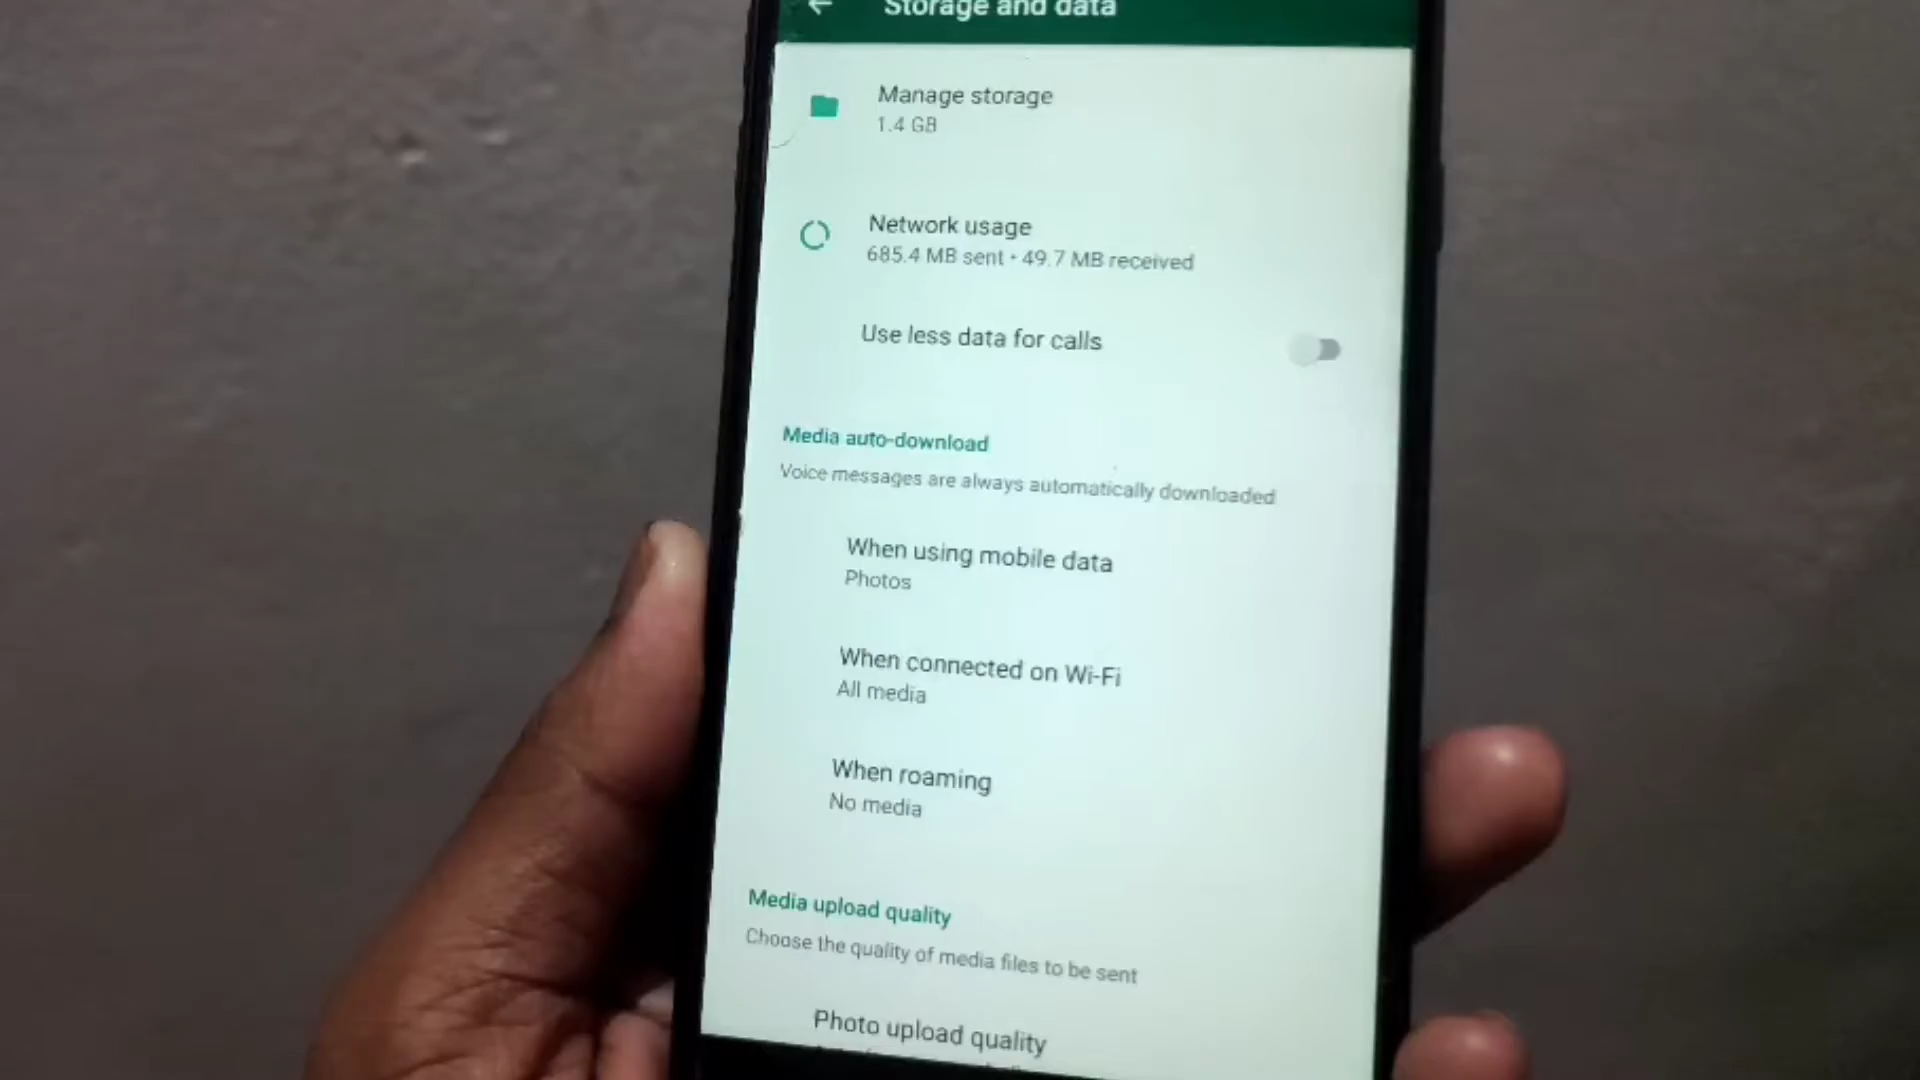 Storage and data
Manage storage
1.4 GB
Network usage
685.4 MB sent • 49.7 MB received
Use less data for calls
Media auto-download
Voice messages are always automatically downloaded
When using mobile data
Photos
When connected on Wi-Fi
All media
When roaming
No media
Media upload quality
Choose the quality of media files to be sent
Photo upload quality